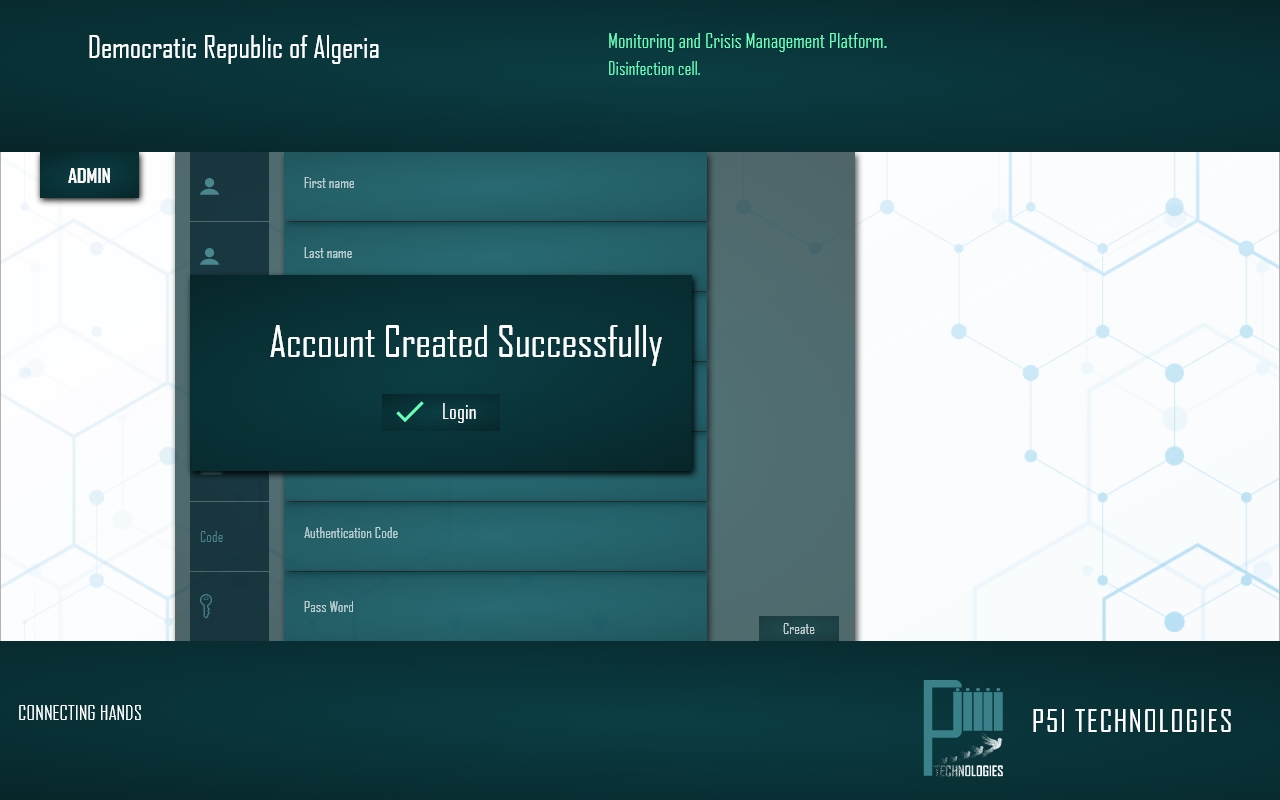 Democratic Republic of Algeria
Monitoring and Crisis Management Platform.
Disinfection cell.
ADMIN
First name
Last name
Account Created Successfully
Login
Code
Authentication Code
Pass Word
Create
CONNECTING HANDS
TECHNOLOGIES
P5I TECHNOLOGIES